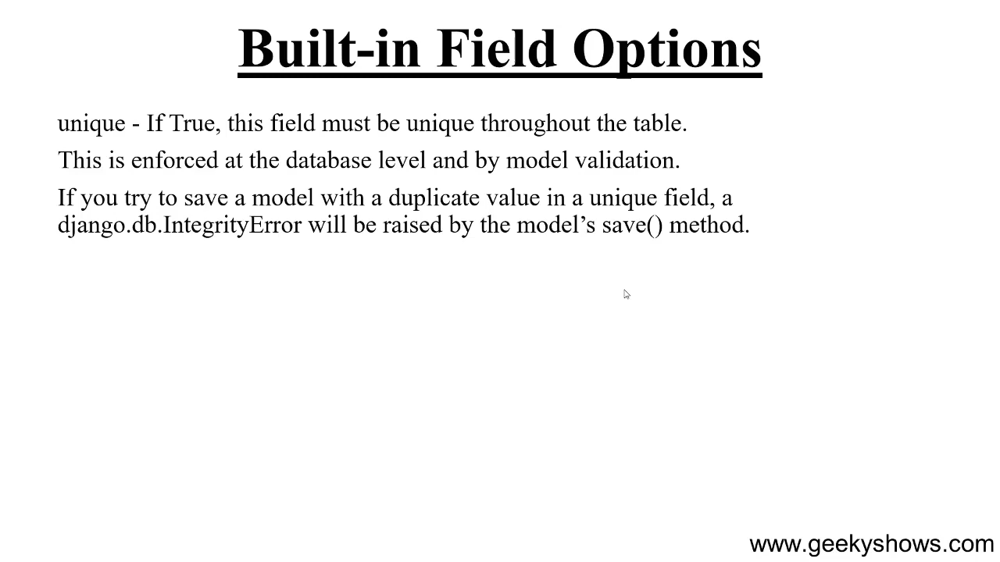 Built-in Field Options
unique - If True, this field must be unique throughout the table.
This is enforced at the database level and by model validation.
If you try to save a model with a duplicate value in a unique field, a
django.db.IntegrityError will be raised by the model’s save() method.
www.geekyshows.com